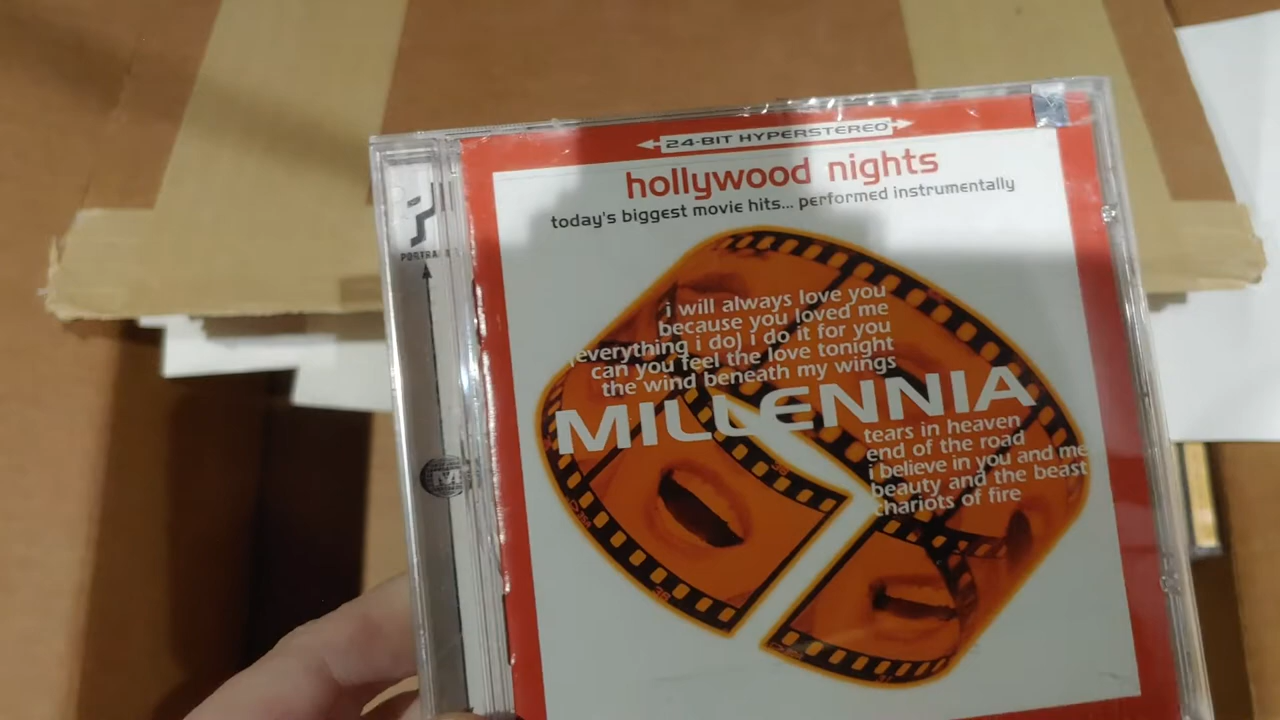 24-BIT HYPERSTEREO
hollywood nights
today's biggest movie hits... performed instrumentally
i will always love you
because you loved me
(everything i do) i do it for you
can you feel the love tonight
the wind beneath my wings
MILLENNIA
tears in heaven
end of the road
i believe in you and me
beauty and the beast
chariots of fire
M